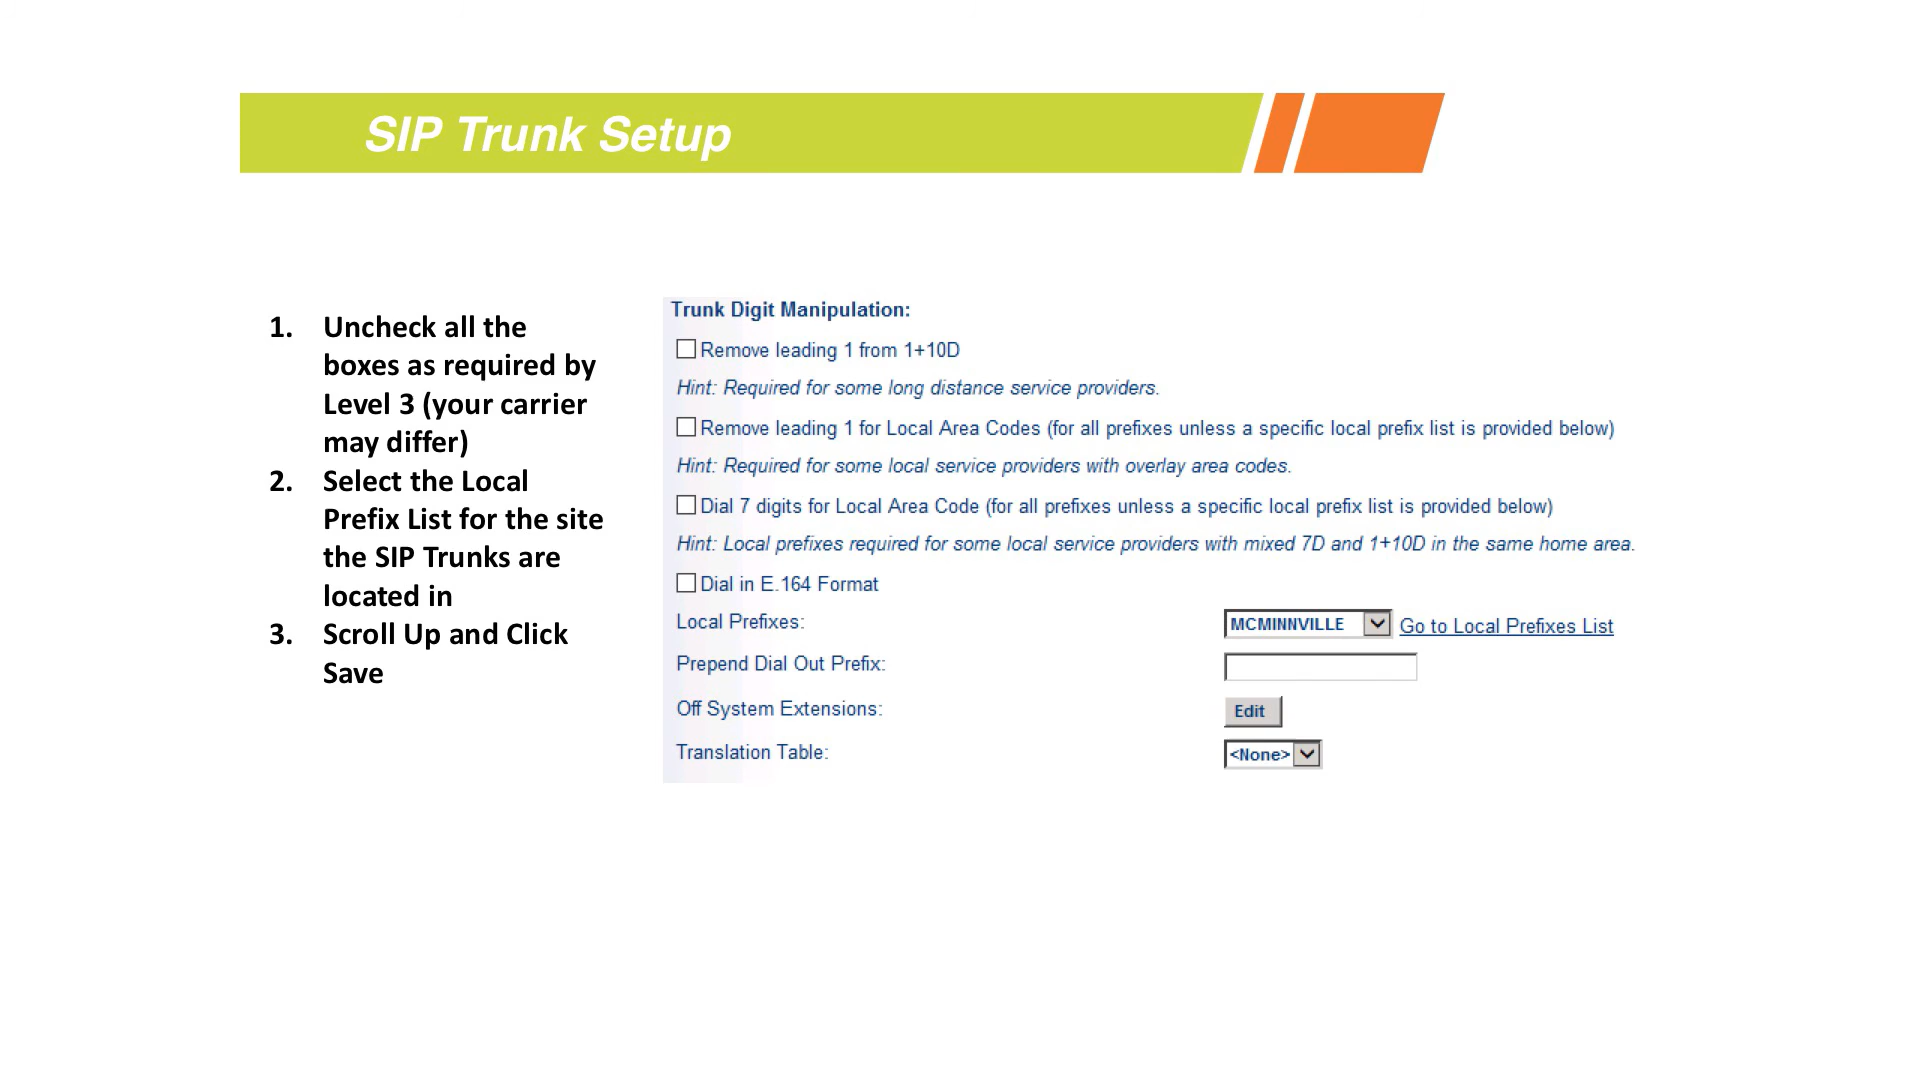 SIP Trunk Setup
1. Uncheck all the
boxes as required by
Level 3 (your carrier
may differ)
2. Select the Local
Prefix List for the site
the SIP Trunks are
located in
3. Scroll Up and Click
Save
Trunk Digit Manipulation:
Remove leading 1 from 1+10D
Hint: Required for some long distance service providers.
Remove leading 1 for Local Area Codes (for all prefixes unless a specific local prefix list is provided below)
Hint: Required for some local service providers with overlay area codes.
Dial 7 digits for Local Area Code (for all prefixes unless a specific local prefix list is provided below)
Hint: Local prefixes required for some local service providers with mixed 7D and 1+10D in the same home area.
Dial in E.164 Format
Local Prefixes: MCMINNVILLE Go to Local Prefixes List
Prepend Dial Out Prefix:
Off System Extensions: Edit
Translation Table: <None>